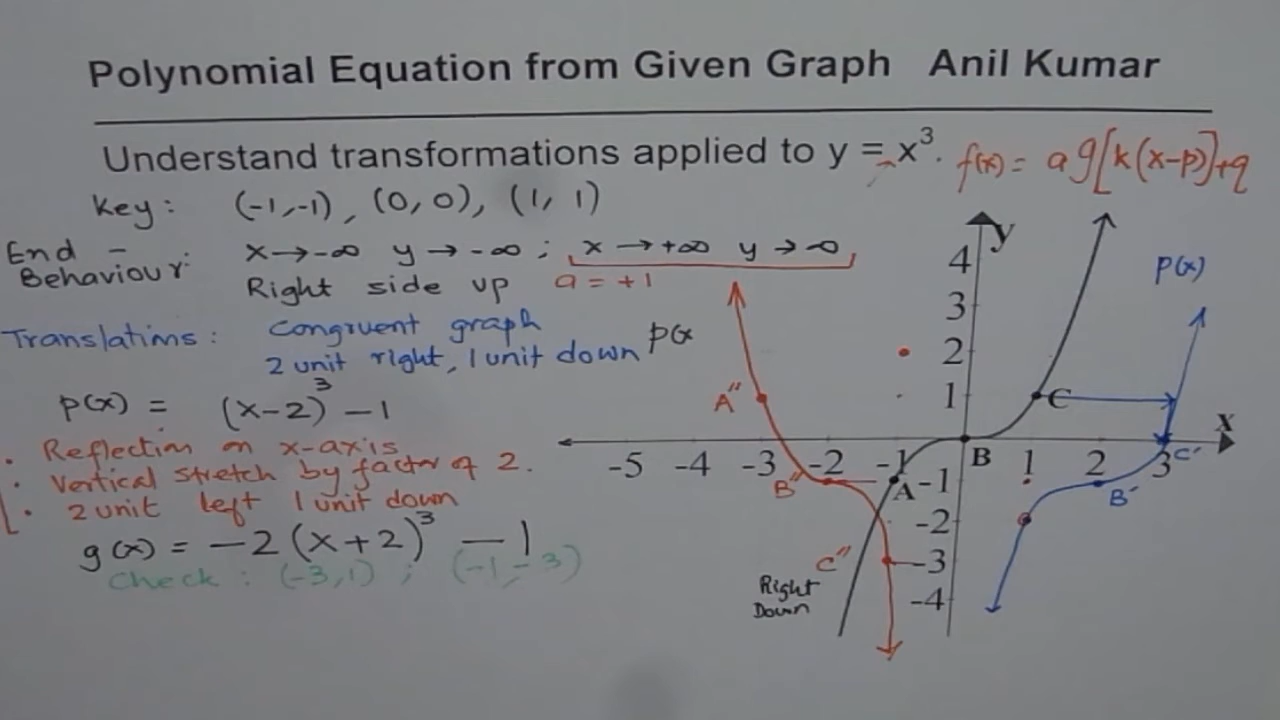 Polynomial Equation from Given Graph Anil Kumar
Understand transformations applied to y = x³. f(x) = a g[k(x-p)]+q
Key: (-1,-1), (0,0), (1, 1)
End - Behaviour: x→-∞ y→-∞ ; x→+∞ y→∞
Right side up a = +1
Translations: Congruent graph
2 unit right, 1 unit down p(x
p(x) = (x-2)³ -1
. Reflection on x-axis
. Vertical stretch by factor of 2.
. 2 unit left 1 unit down
g(x) = -2(x+2)³ -1
Check: (-3,1) ; (-1,-3)
y
P(x)
4
3
2
1
A"
C
x
-5 -4 -3 -2 -1 B 1 2 3
C'
B"
A
-1
B'
-2
C"
-3
-4
Right
Down